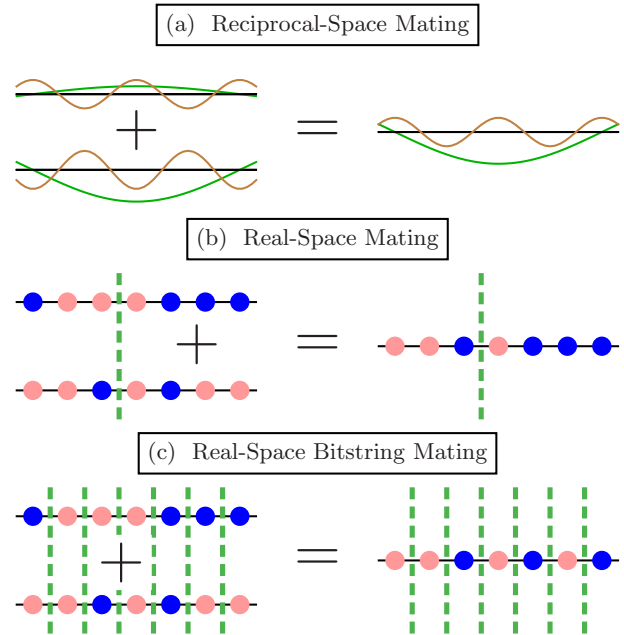 (a) Reciprocal-Space Mating
+ =
(b) Real-Space Mating
+ =
(c) Real-Space Bitstring Mating
+ =